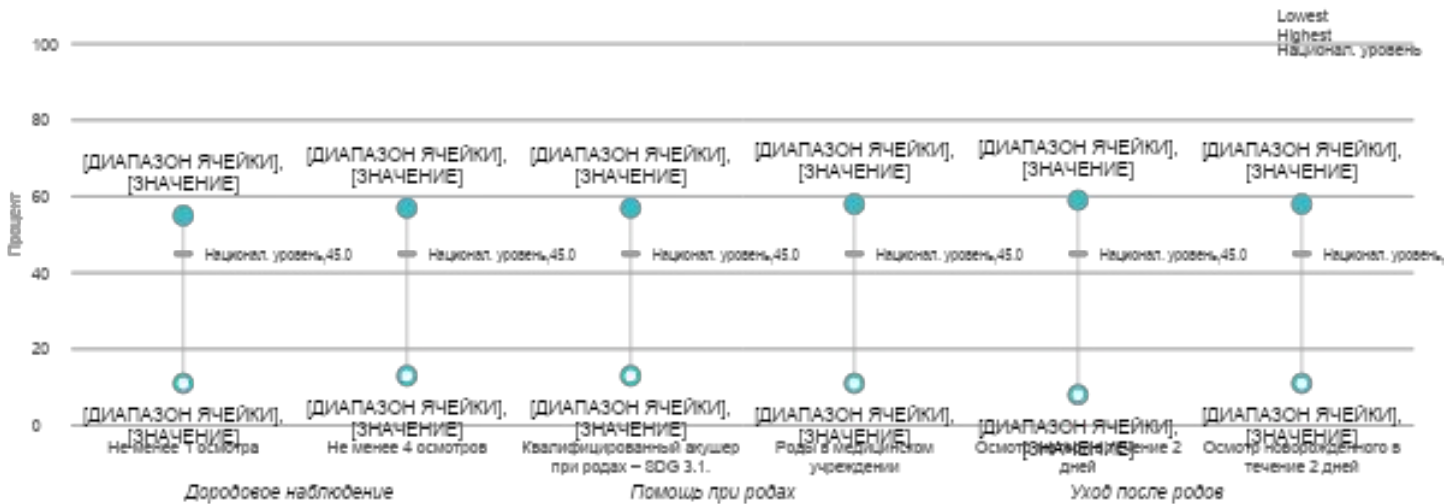 Lowest
Highest
Национал. уровень
100
80
60
40
20
0
Процент
[ДИАПАЗОН ЯЧЕЙКИ],
[ЗНАЧЕНИЕ]
[ДИАПАЗОН ЯЧЕЙКИ],
[ЗНАЧЕНИЕ]
[ДИАПАЗОН ЯЧЕЙКИ],
[ЗНАЧЕНИЕ]
[ДИАПАЗОН ЯЧЕЙКИ],
[ЗНАЧЕНИЕ]
[ДИАПАЗОН ЯЧЕЙКИ],
[ЗНАЧЕНИЕ]
[ДИАПАЗОН ЯЧЕЙКИ],
[ЗНАЧЕНИЕ]
Национал. уровень,45.0
Национал. уровень,45.0
Национал. уровень,45.0
Национал. уровень,45.0
Национал. уровень,45.0
Национал. уровень,
[ДИАПАЗОН ЯЧЕЙКИ],
[ЗНАЧЕНИЕ]
[ДИАПАЗОН ЯЧЕЙКИ],
[ЗНАЧЕНИЕ]
[ДИАПАЗОН ЯЧЕЙКИ],
[ЗНАЧЕНИЕ]
[ДИАПАЗОН ЯЧЕЙКИ],
[ЗНАЧЕНИЕ]
[ДИАПАЗОН ЯЧЕЙКИ],
[ЗНАЧЕНИЕ]
[ДИАПАЗОН ЯЧЕЙКИ],
[ЗНАЧЕНИЕ]
Не менее 1 осмотра
Не менее 4 осмотров
Квалифицированный акушер
при родах – SDG 3.1.
Роды в медицинском
учреждении
Осмотр течение 2
дней
Осмотр новорожденного в
течение 2 дней
Дородовое наблюдение
Помощь при родах
Уход после родов